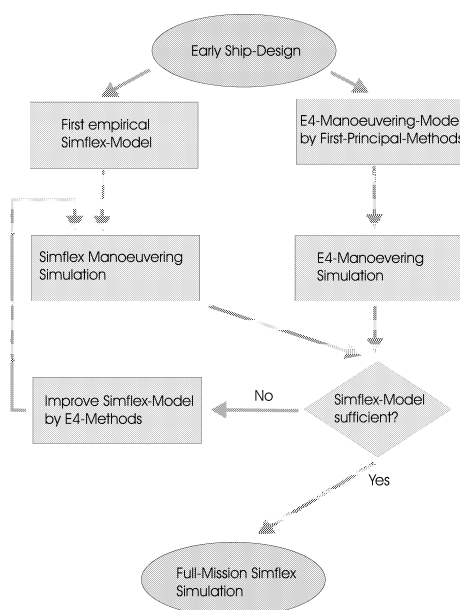 Early Ship-Design
First empirical
Simflex-Model
E4-Manoeuvering-Model
by First-Principal-Methods
Simflex Manoeuvering
Simulation
E4-Manoevering
Simulation
Improve Simflex-Model
by E4-Methods
No
Simflex-Model
sufficient?
Yes
Full-Mission Simflex
Simulation